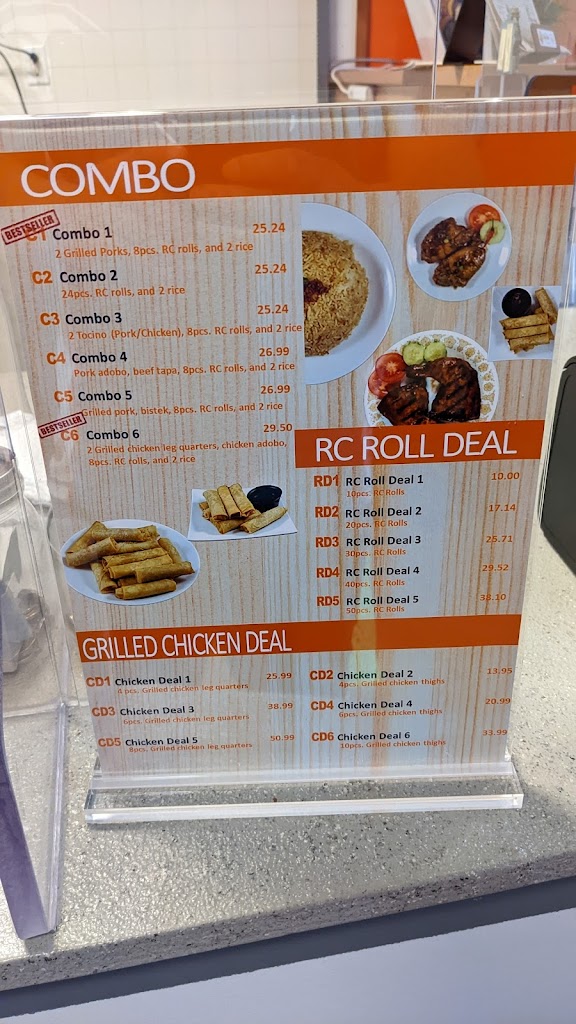 COMBO
BESTSELLER
C1 Combo 1 25.24
2 Grilled Porks, 8pcs. RC rolls, and 2 rice
C2 Combo 2 25.24
24pcs. RC rolls, and 2 rice
C3 Combo 3 25.24
2 Tocino (Pork/Chicken), 8pcs. RC rolls, and 2 rice
C4 Combo 4 26.99
Pork adobo, beef tapa, 8pcs. RC rolls, and 2 rice
C5 Combo 5 26.99
Grilled pork, bistek, 8pcs. RC rolls, and 2 rice
BESTSELLER
C6 Combo 6 29.50
2 Grilled chicken leg quarters, chicken adobo,
8pcs. RC rolls, and 2 rice
RC ROLL DEAL
RD1 RC Roll Deal 1 10.00
10pcs. RC Rolls
RD2 RC Roll Deal 2 17.14
20pcs. RC Rolls
RD3 RC Roll Deal 3 25.71
30pcs. RC Rolls
RD4 RC Roll Deal 4 29.52
40pcs. RC Rolls
RD5 RC Roll Deal 5 38.10
50pcs. RC Rolls
GRILLED CHICKEN DEAL
CD1 Chicken Deal 1 25.99
4 pcs. Grilled chicken leg quarters
CD2 Chicken Deal 2 13.95
4pcs. Grilled chicken thighs
CD3 Chicken Deal 3 38.99
6pcs. Grilled chicken leg quarters
CD4 Chicken Deal 4 20.99
6pcs. Grilled chicken thighs
CD5 Chicken Deal 5 50.99
8pcs. Grilled chicken leg quarters
CD6 Chicken Deal 6 33.99
10pcs. Grilled chicken thighs